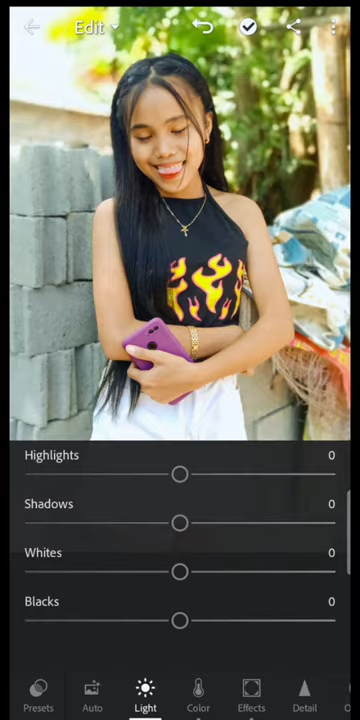 Edit
Highlights 0
Shadows 0
Whites 0
Blacks 0
Presets Auto Light Color Effects Detail